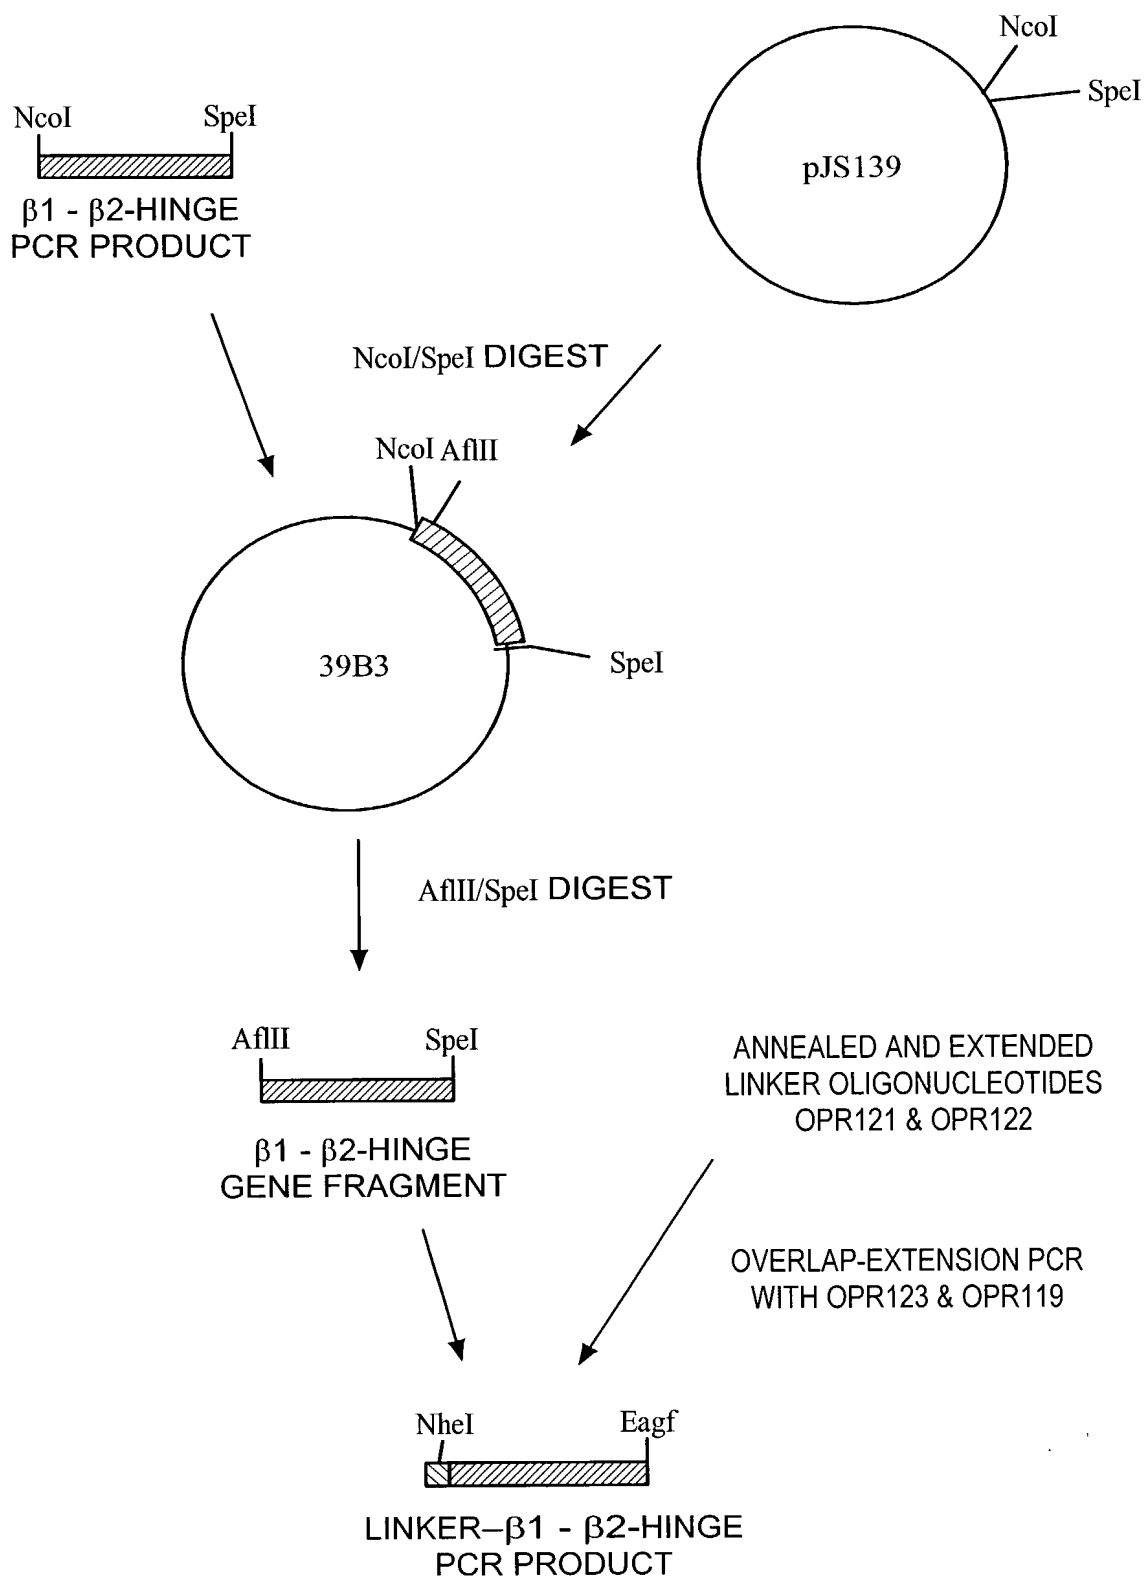 NcoI
SpeI
pJS139
NcoI SpeI
β1 - β2-HINGE
PCR PRODUCT
NcoI/SpeI DIGEST
NcoI AflII
39B3
SpeI
AflII/SpeI DIGEST
AflII SpeI
β1 - β2-HINGE
GENE FRAGMENT
ANNEALED AND EXTENDED
LINKER OLIGONUCLEOTIDES
OPR121 & OPR122
OVERLAP-EXTENSION PCR
WITH OPR123 & OPR119
NheI Eagf
LINKER–β1 - β2-HINGE
PCR PRODUCT